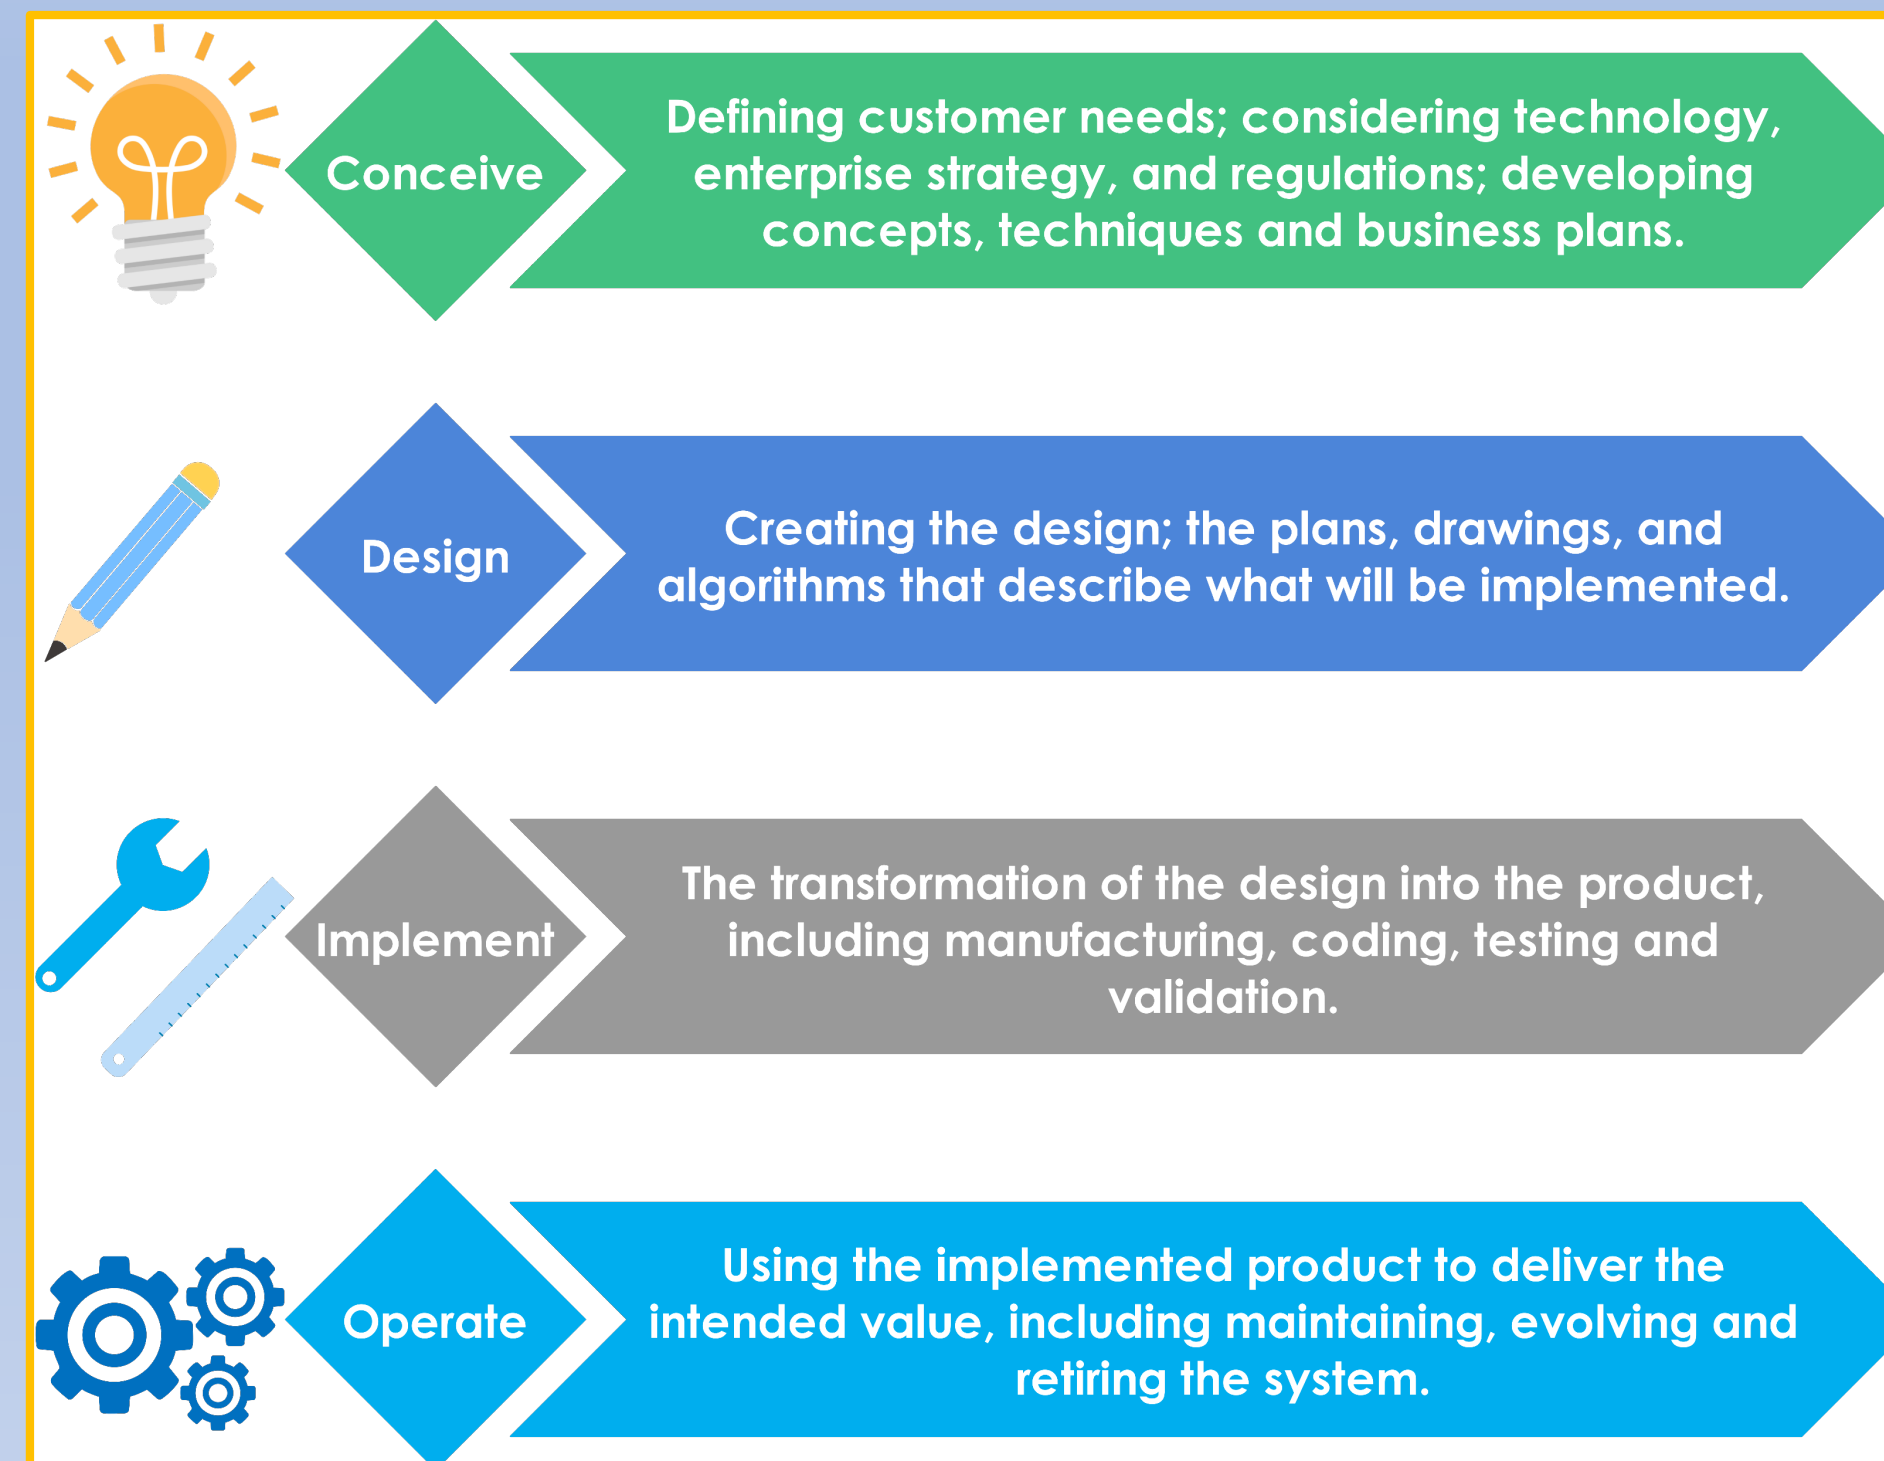 Conceive
Defining customer needs; considering technology,
enterprise strategy, and regulations; developing
concepts, techniques and business plans.
Design
Creating the design; the plans, drawings, and
algorithms that describe what will be implemented.
Implement
The transformation of the design into the product,
including manufacturing, coding, testing and
validation.
Operate
Using the implemented product to deliver the
intended value, including maintaining, evolving and
retiring the system.